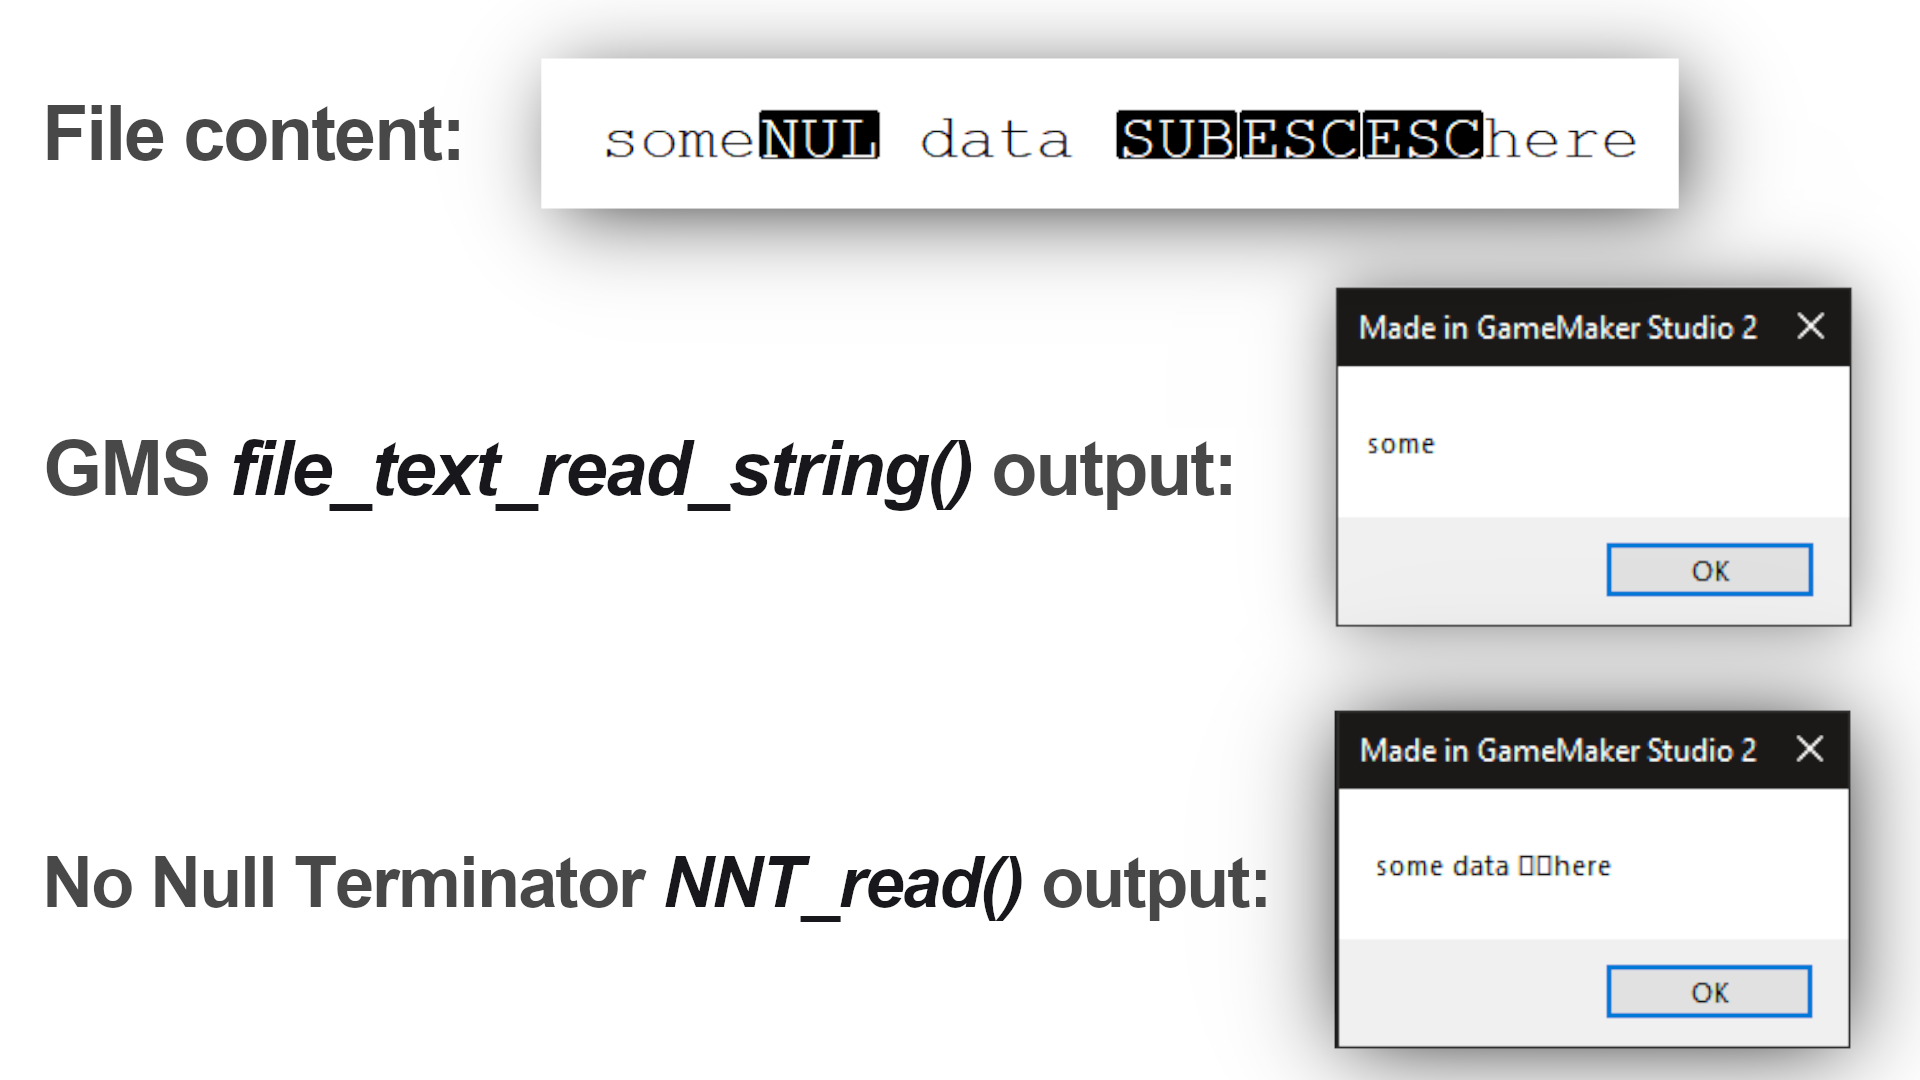 File content: someNUL data SUBESCESChere
Made in GameMaker Studio 2
GMS file_text_read_string() output:
some
OK
Made in GameMaker Studio 2
No Null Terminator NNT_read() output:
some data ▯▯here
OK